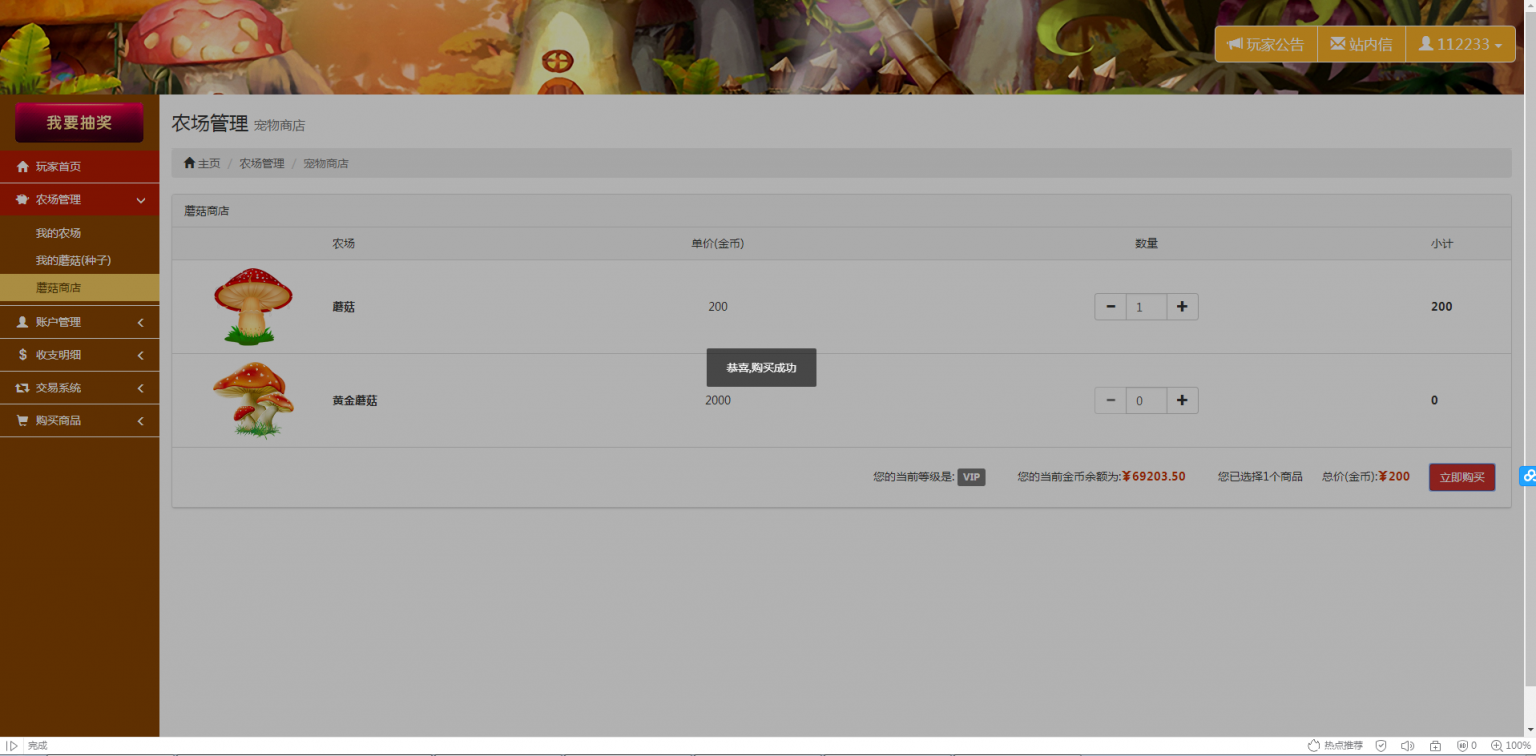 玩家公告 站内信 112233
我要抽奖
玩家首页
农场管理
我的农场
我的蘑菇(种子)
蘑菇商店
账户管理
收支明细
交易系统
购买商品
农场管理 宠物商店
主页 / 农场管理 / 宠物商店
蘑菇商店
农场 单价(金币) 数量 小计
蘑菇 200 1 200
恭喜,购买成功
黄金蘑菇 2000 0 0
您的当前等级是: VIP 您的当前金币余额为:¥69203.50 您已选择1个商品 总价(金币):¥200 立即购买
完成 热点推荐 0 100%